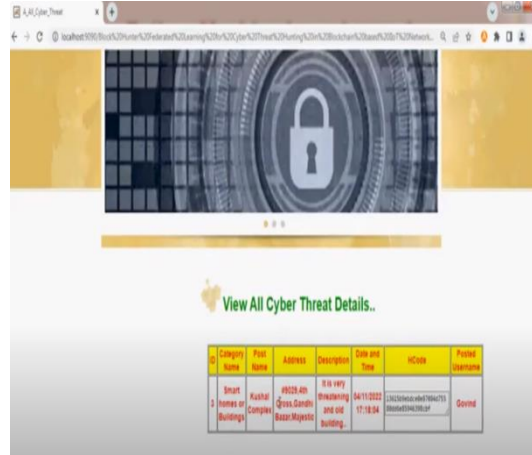 A_All_Cyber_Threat
localhost:9090/Block%20Hunter%20Federated%20Learning%20for%20Cyber%20Threat%20Hunting%20in%20Blockchain%20based%20IIoT%20Network..
View All Cyber Threat Details..
ID Category Name Post Name Address Description Date and Time HCode Posted Username
3 Smart homes or Buildings Kushal Complex #9029,4th Cross,Gandhi Bazar,Majestic It is very threatening and old building.. 04/11/2022 17:18:04 Govind